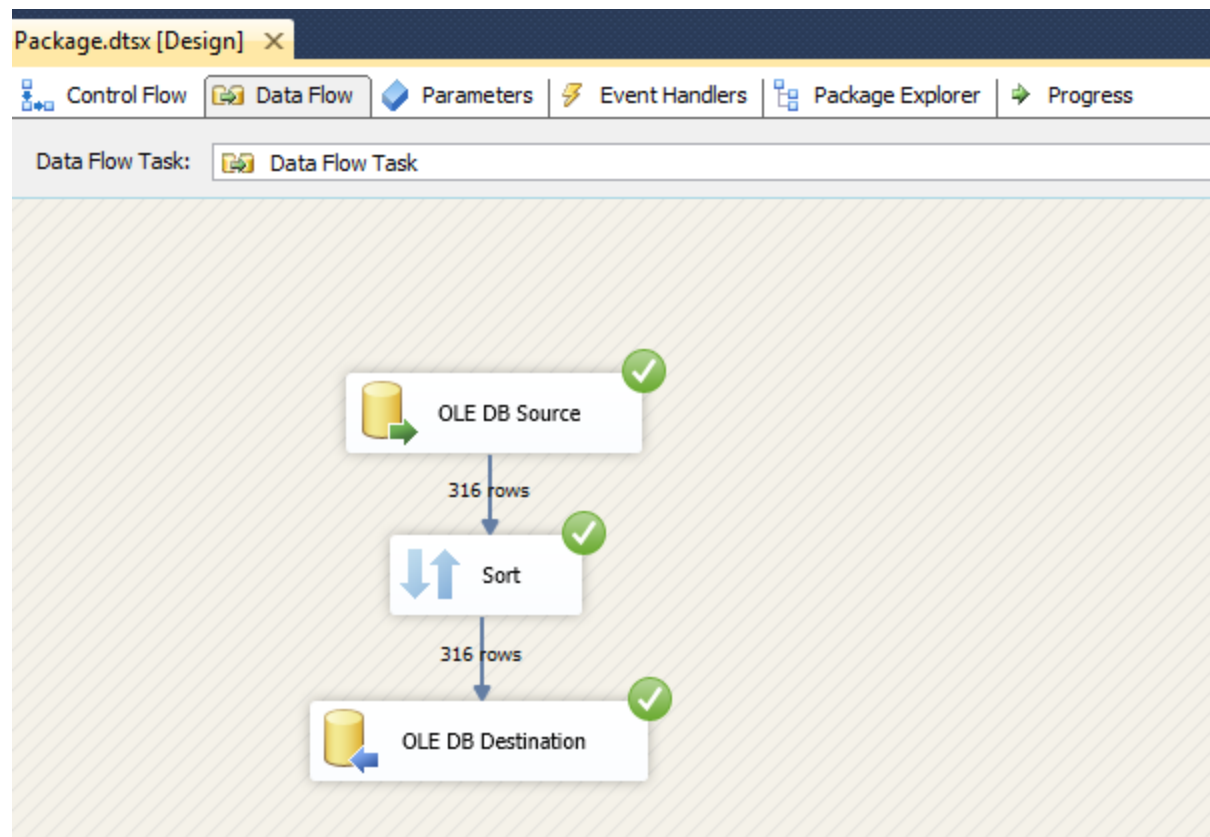 Package.dtsx [Design]
Control Flow Data Flow Parameters Event Handlers Package Explorer Progress
Data Flow Task: Data Flow Task
OLE DB Source
316 rows
Sort
316 rows
OLE DB Destination